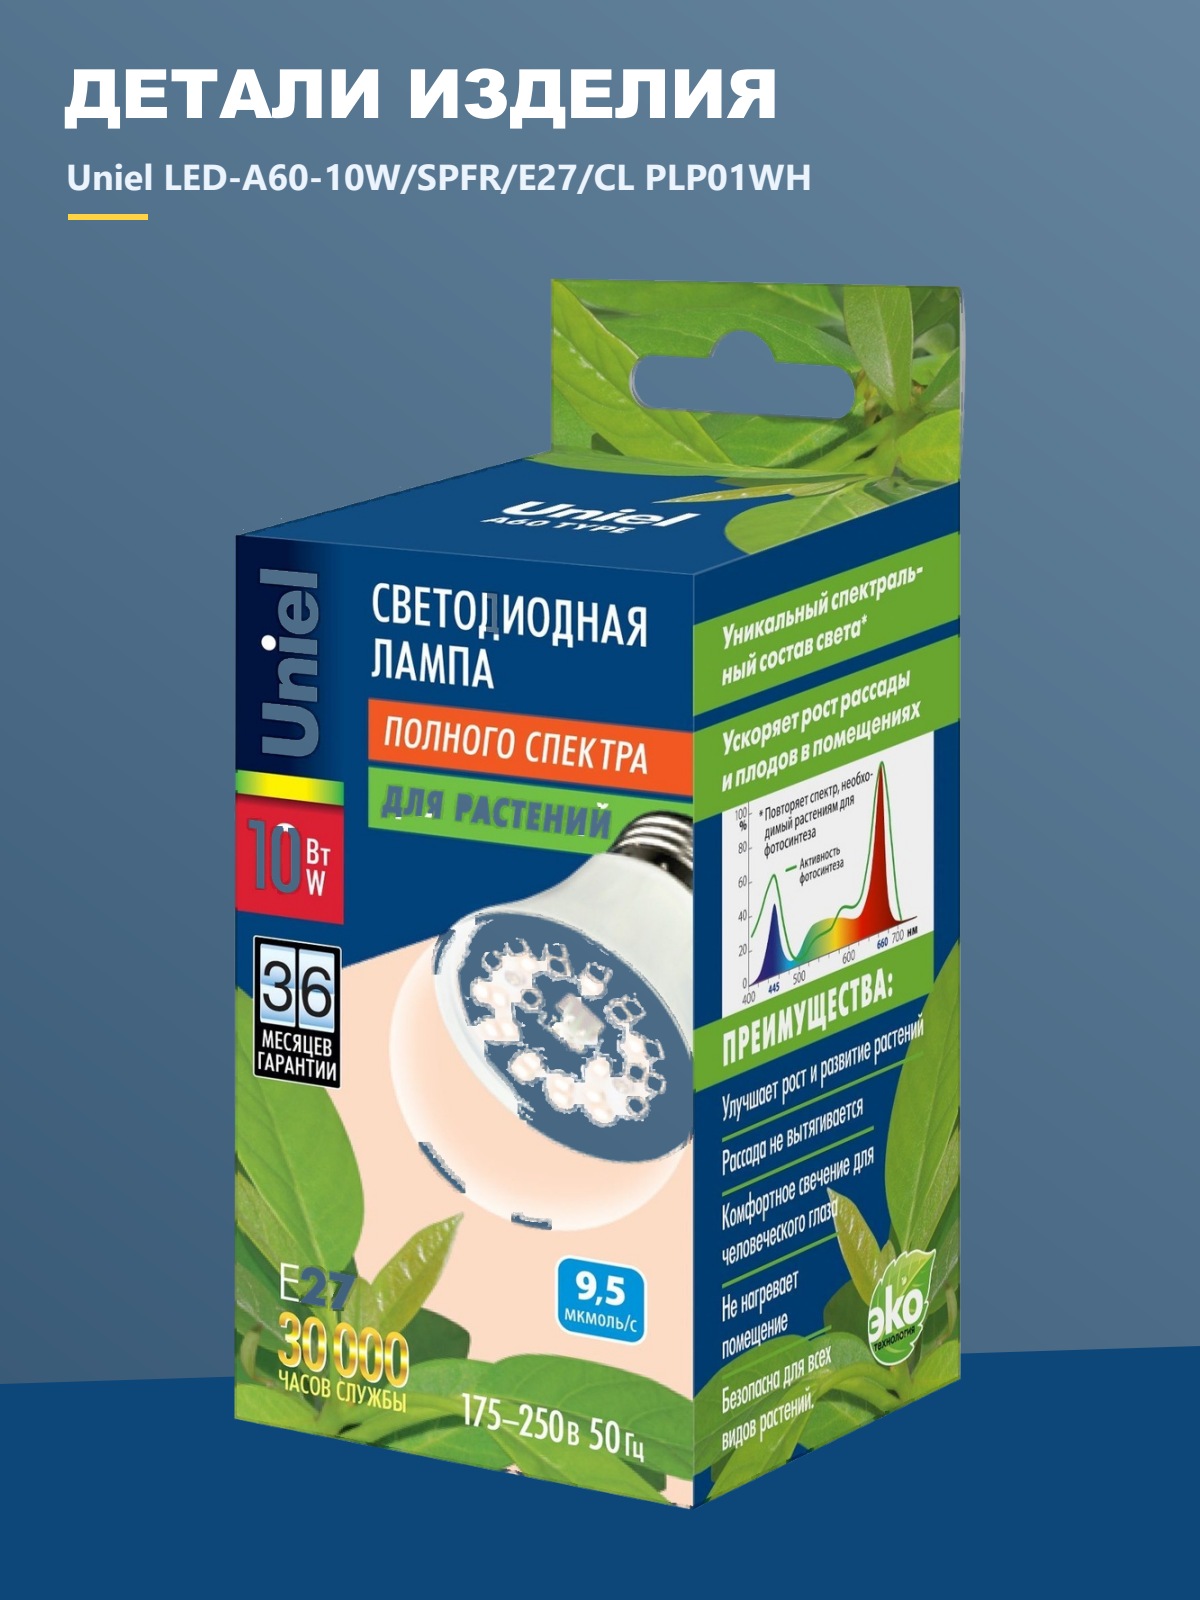 ДЕТАЛИ ИЗДЕЛИЯ
Uniel LED-A60-10W/SPFR/E27/CL PLP01WH
Uniel
A60 TYPE
Uniel
СВЕТОДИОДНАЯ
ЛАМПА
ПОЛНОГО СПЕКТРА
ДЛЯ РАСТЕНИЙ
10 Вт
W
36
МЕСЯЦЕВ
ГАРАНТИИ
E27
30 000
ЧАСОВ СЛУЖБЫ
9,5
мкмоль/с
175–250 В 50 Гц
Уникальный спектраль-
ный состав света*
Ускоряет рост рассады
и плодов в помещениях
* Повторяет спектр, необхо-
димый растениям для
фотосинтеза
Активность
фотосинтеза
100
%
80
60
40
20
0
400 445 500 600 660 700 нм
ПРЕИМУЩЕСТВА:
Улучшает рост и развитие растений
Рассада не вытягивается
Комфортное свечение для
человеческого глаза
Не нагревает
помещение
Безопасна для всех
видов растений.
эко
технология